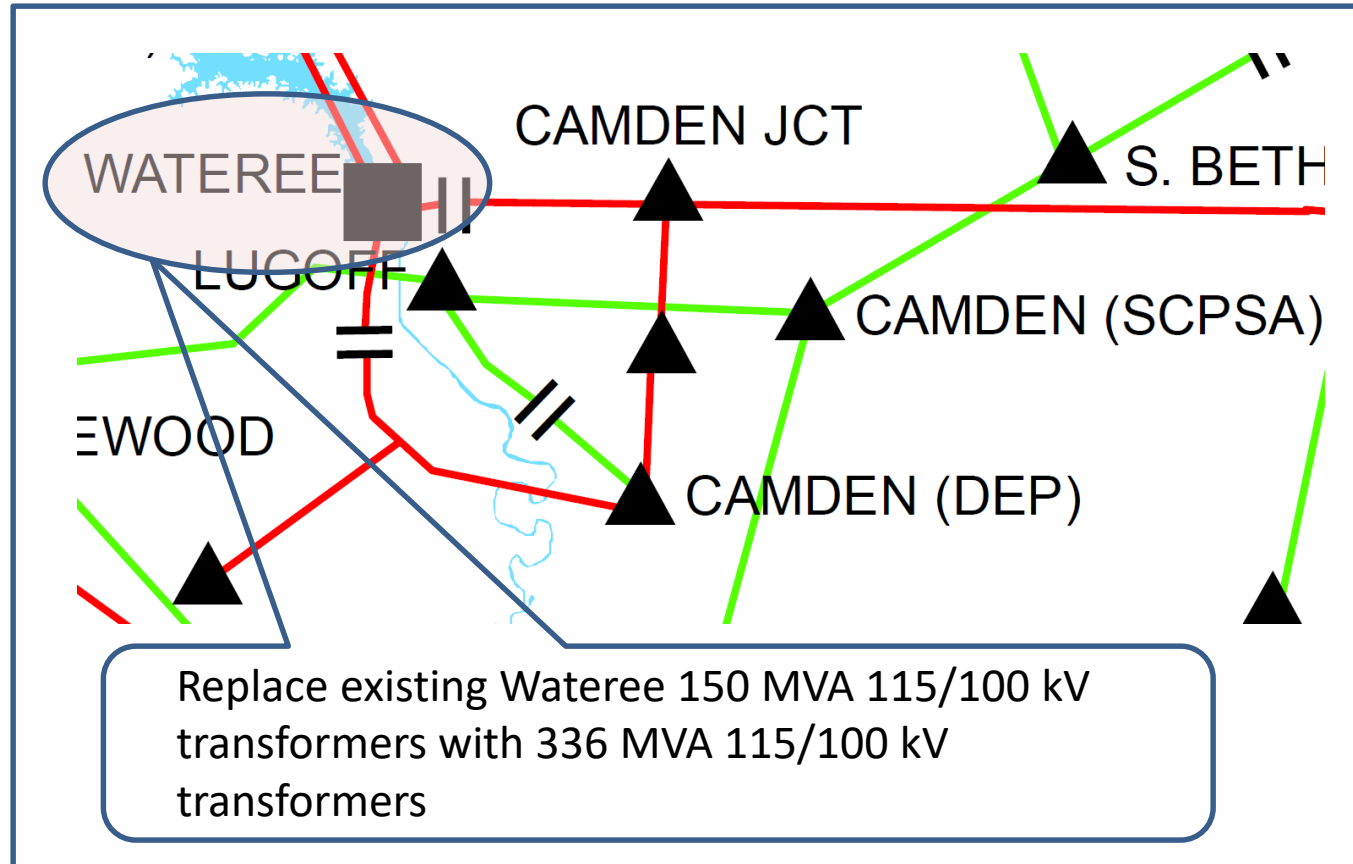 CAMDEN JCT
WATEREE
S. BETH
LUGOFF
CAMDEN (SCPSA)
EWOOD
CAMDEN (DEP)
Replace existing Wateree 150 MVA 115/100 kV
transformers with 336 MVA 115/100 kV
transformers